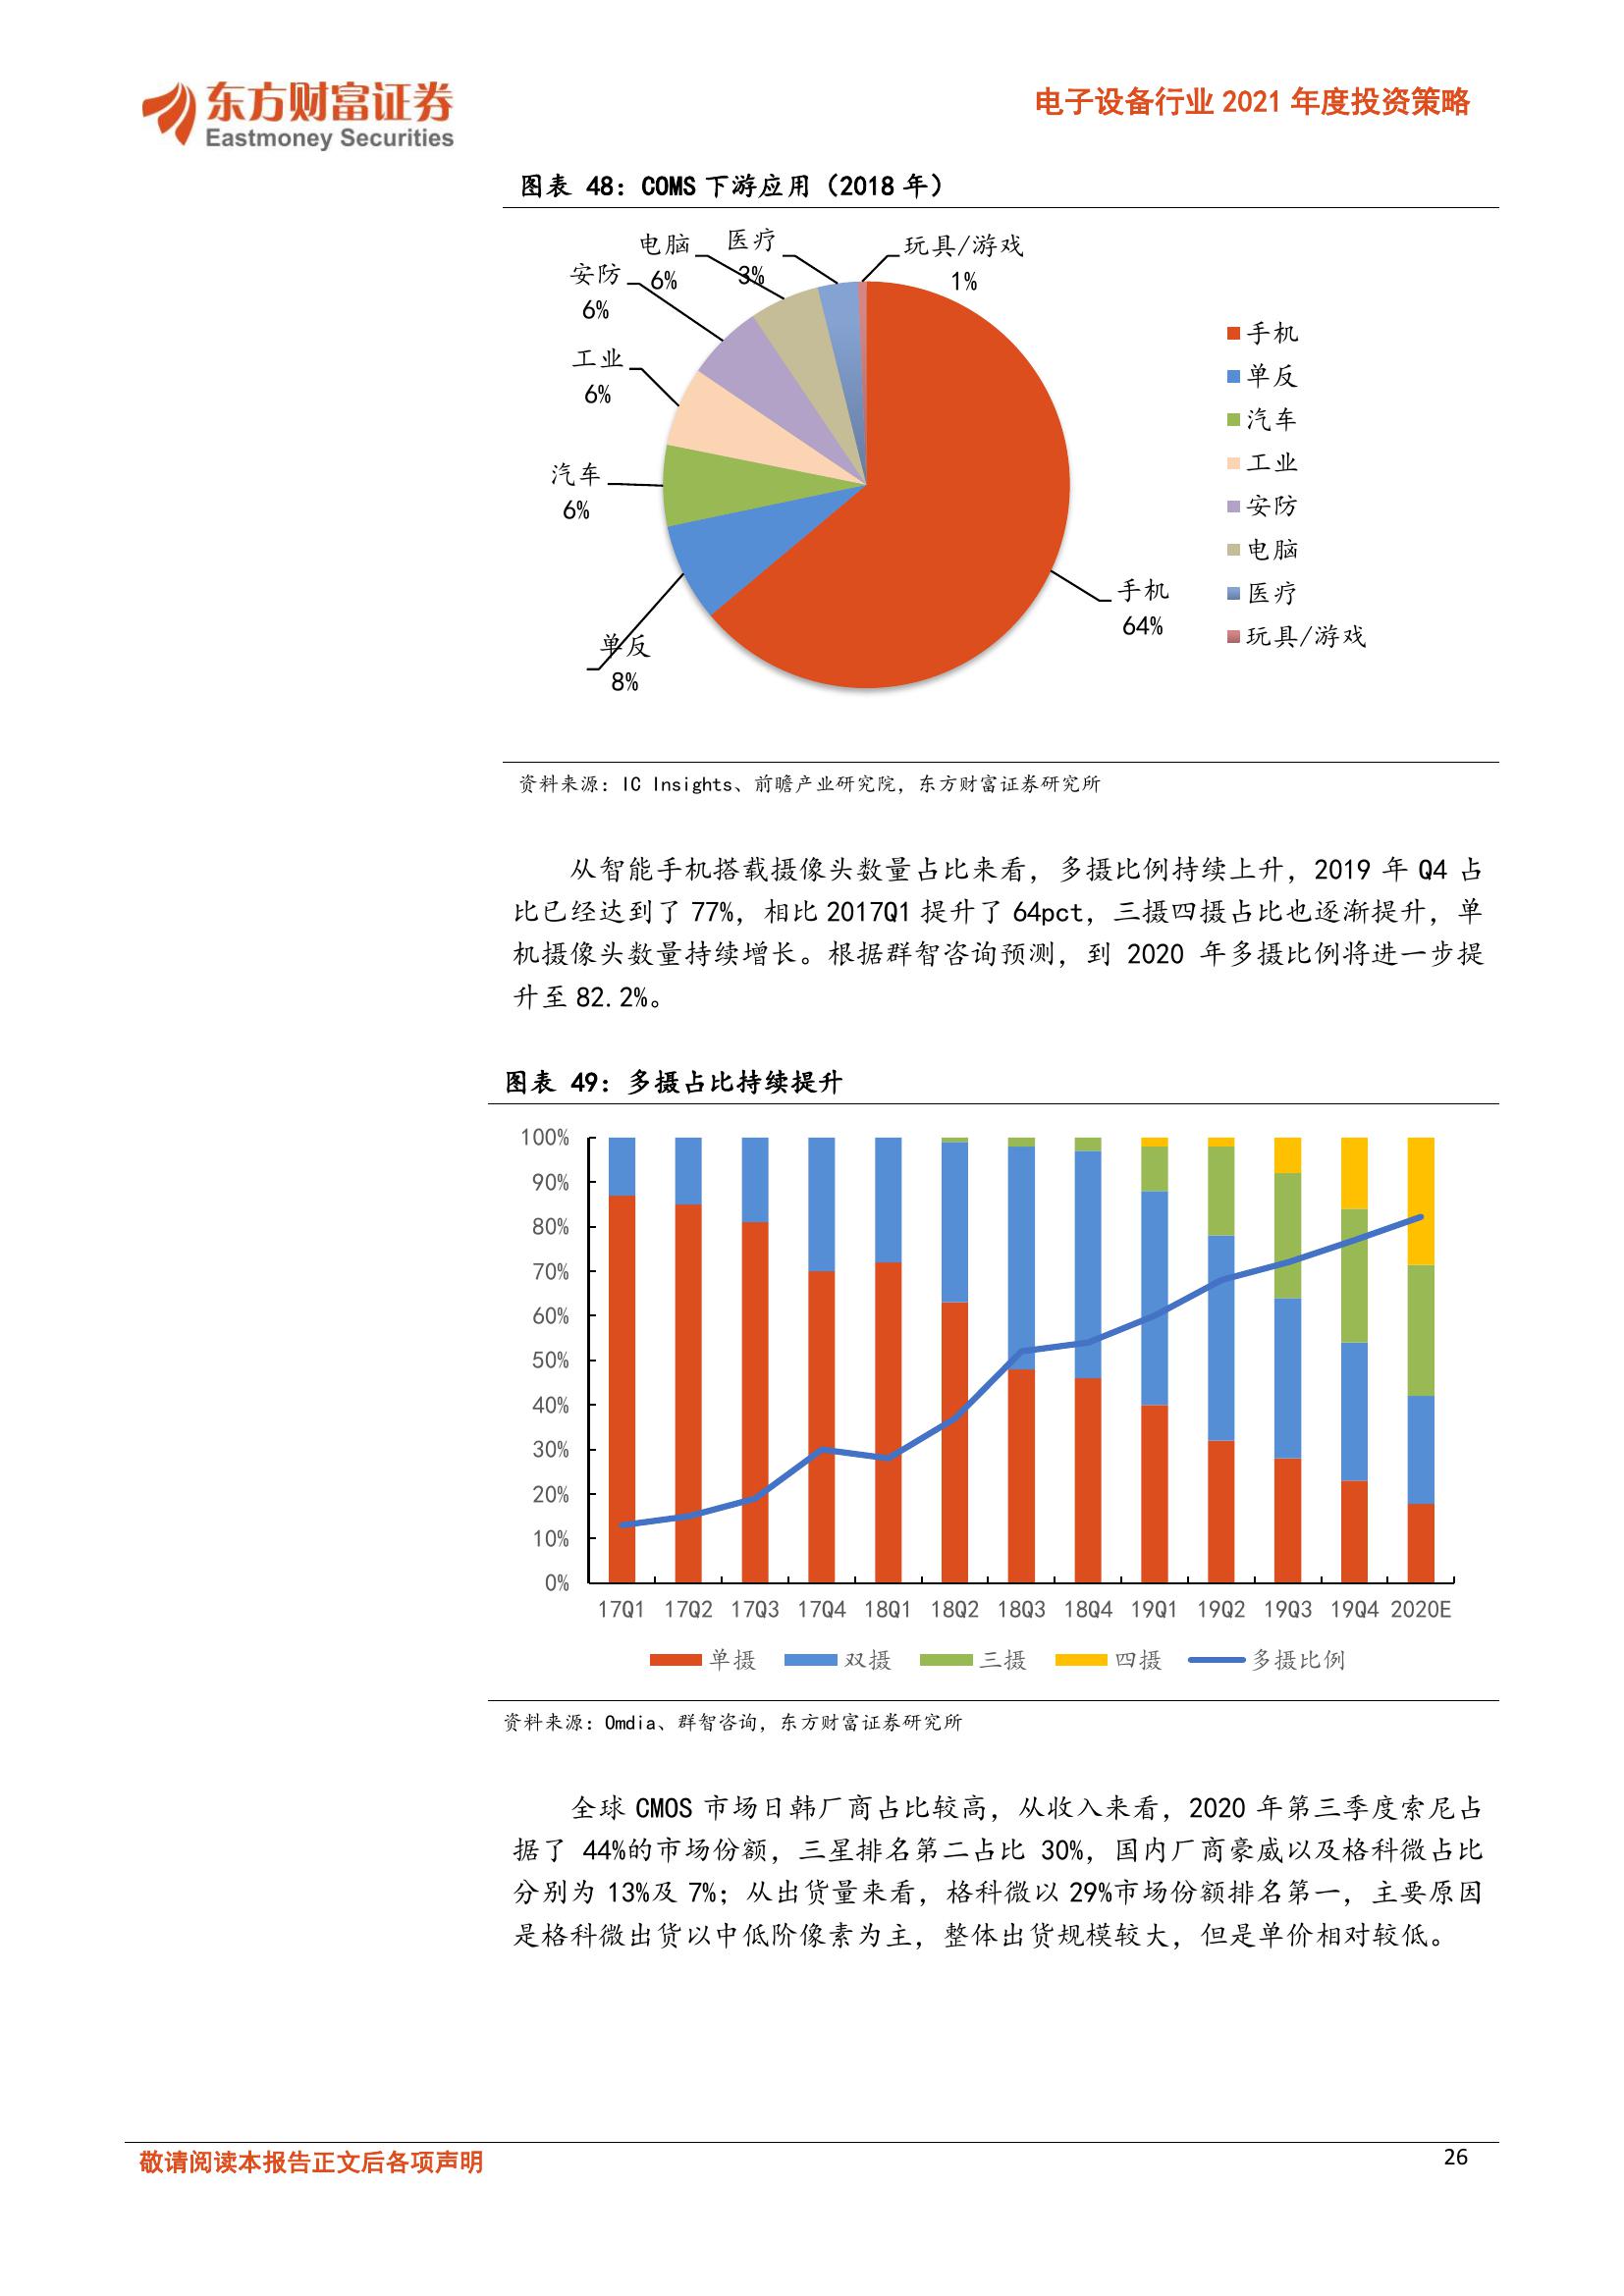 东方财富证券
Eastmoney Securities
电子设备行业 2021 年度投资策略
图表 48：COMS 下游应用（2018 年）
电脑
6%
医疗
3%
玩具/游戏
1%
安防
6%
工业
6%
汽车
6%
单反
8%
手机
64%
手机
单反
汽车
工业
安防
电脑
医疗
玩具/游戏
资料来源：IC Insights、前瞻产业研究院，东方财富证券研究所
从智能手机搭载摄像头数量占比来看，多摄比例持续上升，2019 年 Q4 占
比已经达到了 77%，相比 2017Q1 提升了 64pct，三摄四摄占比也逐渐提升，单
机摄像头数量持续增长。根据群智咨询预测，到 2020 年多摄比例将进一步提
升至 82.2%。
图表 49：多摄占比持续提升
100%
90%
80%
70%
60%
50%
40%
30%
20%
10%
0%
17Q1 17Q2 17Q3 17Q4 18Q1 18Q2 18Q3 18Q4 19Q1 19Q2 19Q3 19Q4 2020E
单摄 双摄 三摄 四摄 多摄比例
资料来源：Omdia、群智咨询，东方财富证券研究所
全球 CMOS 市场日韩厂商占比较高，从收入来看，2020 年第三季度索尼占
据了 44%的市场份额，三星排名第二占比 30%，国内厂商豪威以及格科微占比
分别为 13%及 7%；从出货量来看，格科微以 29%市场份额排名第一，主要原因
是格科微出货以中低阶像素为主，整体出货规模较大，但是单价相对较低。
敬请阅读本报告正文后各项声明
26